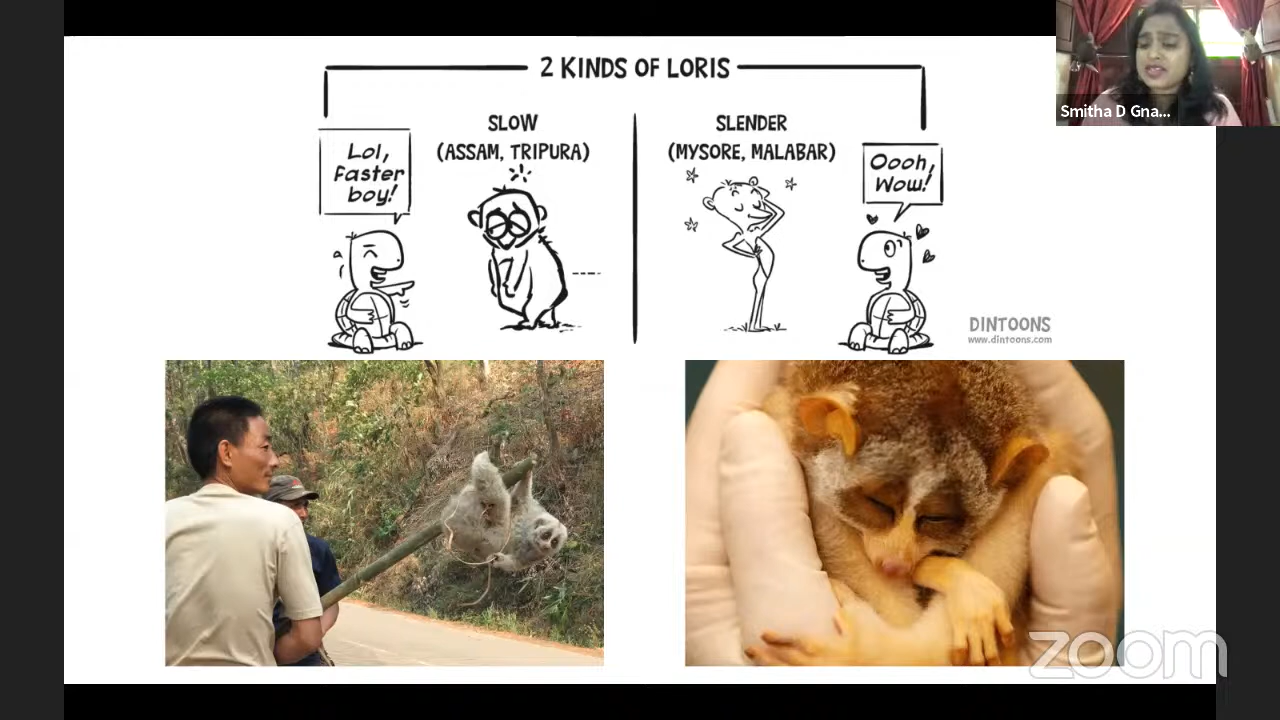 2 KINDS OF LORIS
Smitha D Gna...
SLOW
(ASSAM, TRIPURA)
SLENDER
(MYSORE, MALABAR)
Lol,
Faster
boy!
Oooh,
Wow!
DINTOONS
www.dintoons.com
zoom